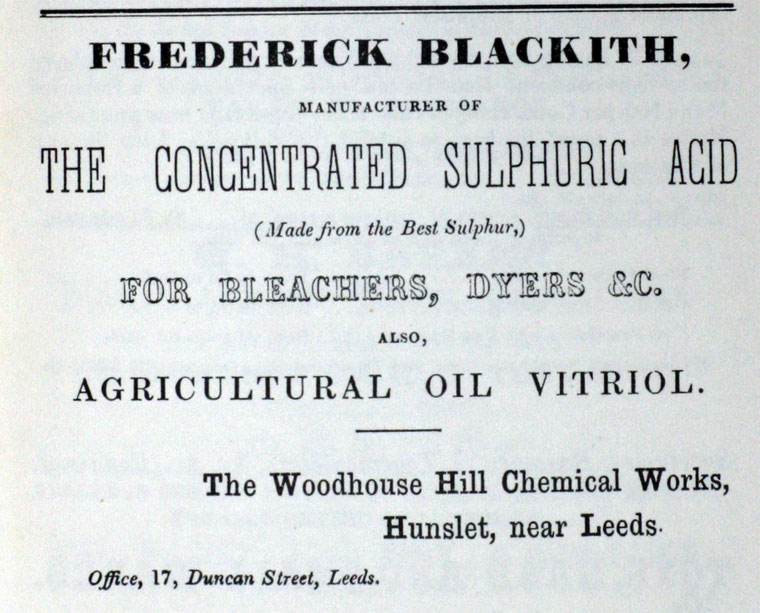 FREDERICK BLACKITH,
MANUFACTURER OF
THE CONCENTRATED SULPHURIC ACID
(Made from the Best Sulphur,)
FOR BLEACHERS, DYERS &C.
ALSO,
AGRICULTURAL OIL VITRIOL.
The Woodhouse Hill Chemical Works,
Hunslet, near Leeds.
Office, 17, Duncan Street, Leeds.